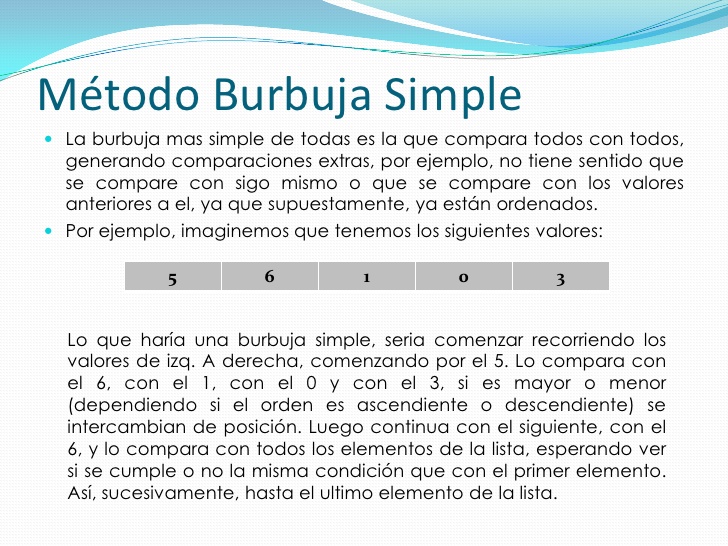 Método Burbuja Simple
• La burbuja mas simple de todas es la que compara todos con todos,
generando comparaciones extras, por ejemplo, no tiene sentido que
se compare con sigo mismo o que se compare con los valores
anteriores a el, ya que supuestamente, ya están ordenados.
• Por ejemplo, imaginemos que tenemos los siguientes valores:
5 6 1 0 3
Lo que haría una burbuja simple, seria comenzar recorriendo los
valores de izq. A derecha, comenzando por el 5. Lo compara con
el 6, con el 1, con el 0 y con el 3, si es mayor o menor
(dependiendo si el orden es ascendiente o descendiente) se
intercambian de posición. Luego continua con el siguiente, con el
6, y lo compara con todos los elementos de la lista, esperando ver
si se cumple o no la misma condición que con el primer elemento.
Así, sucesivamente, hasta el ultimo elemento de la lista.